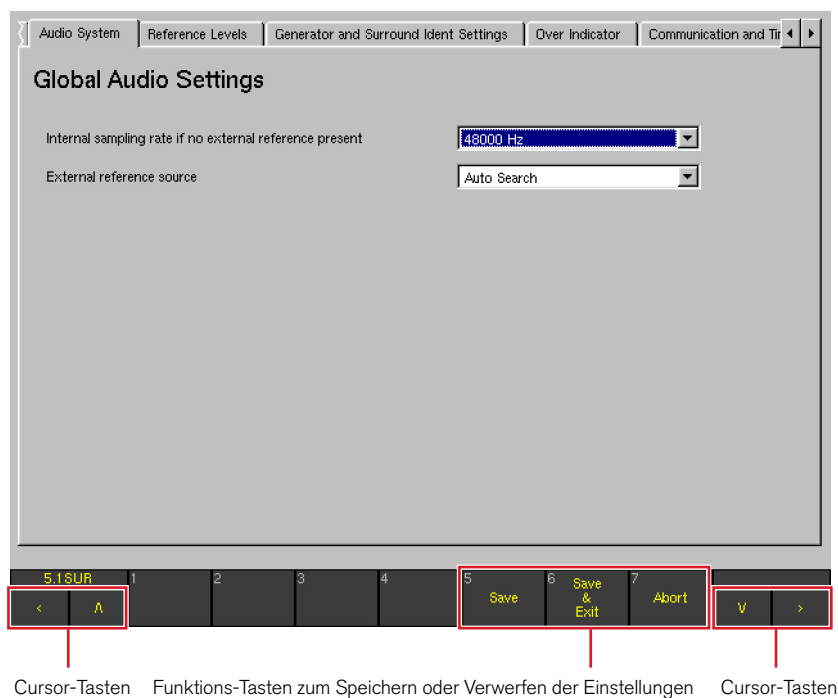 Audio System Reference Levels Generator and Surround Ident Settings Over Indicator Communication and Tir
Global Audio Settings
Internal sampling rate if no external reference present 48000 Hz
External reference source Auto Search
5.1SUR 1 2 3 4 5 6 7
< Λ Save Save & Exit Abort V >
Cursor-Tasten Funktions-Tasten zum Speichern oder Verwerfen der Einstellungen Cursor-Tasten